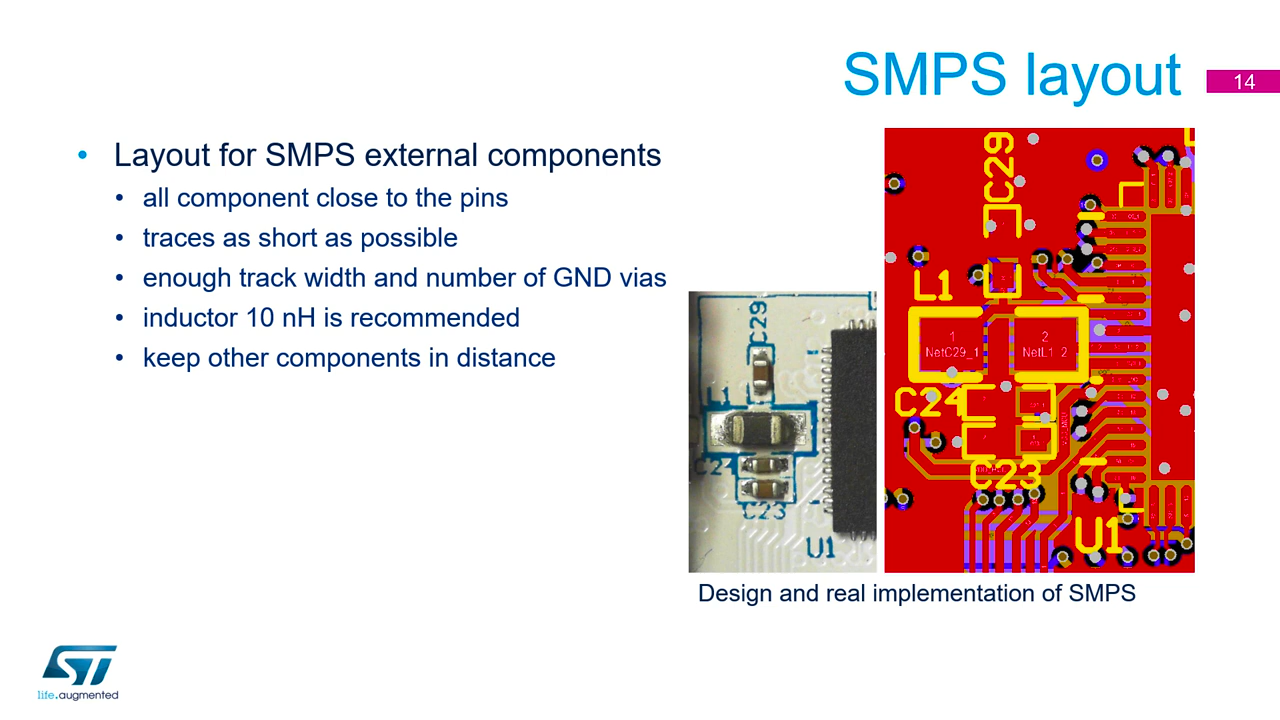 SMPS layout
14
• Layout for SMPS external components
• all component close to the pins
• traces as short as possible
• enough track width and number of GND vias
• inductor 10 nH is recommended
• keep other components in distance
C29
L1
C24
C23
U1
C29
L1
1
NetC29_1
2
NetL1_2
C24
C23
U1
Design and real implementation of SMPS
ST
life.augmented